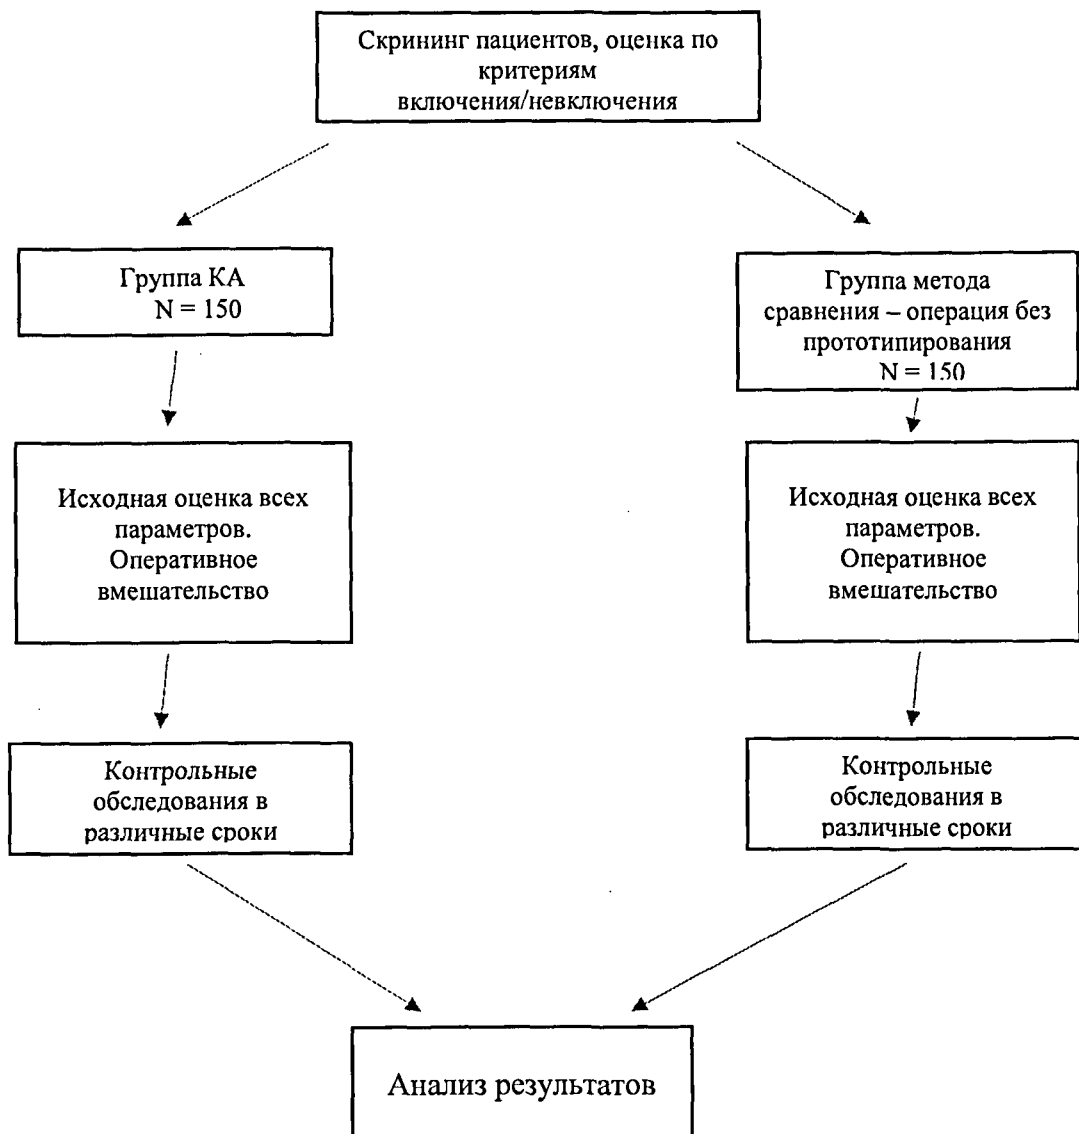 Скрининг пациентов, оценка по
критериям
включения/невключения
Группа КА
N = 150
Группа метода
сравнения – операция без
прототипирования
N = 150
Исходная оценка всех
параметров.
Оперативное
вмешательство
Исходная оценка всех
параметров.
Оперативное
вмешательство
Контрольные
обследования в
различные сроки
Контрольные
обследования в
различные сроки
Анализ результатов